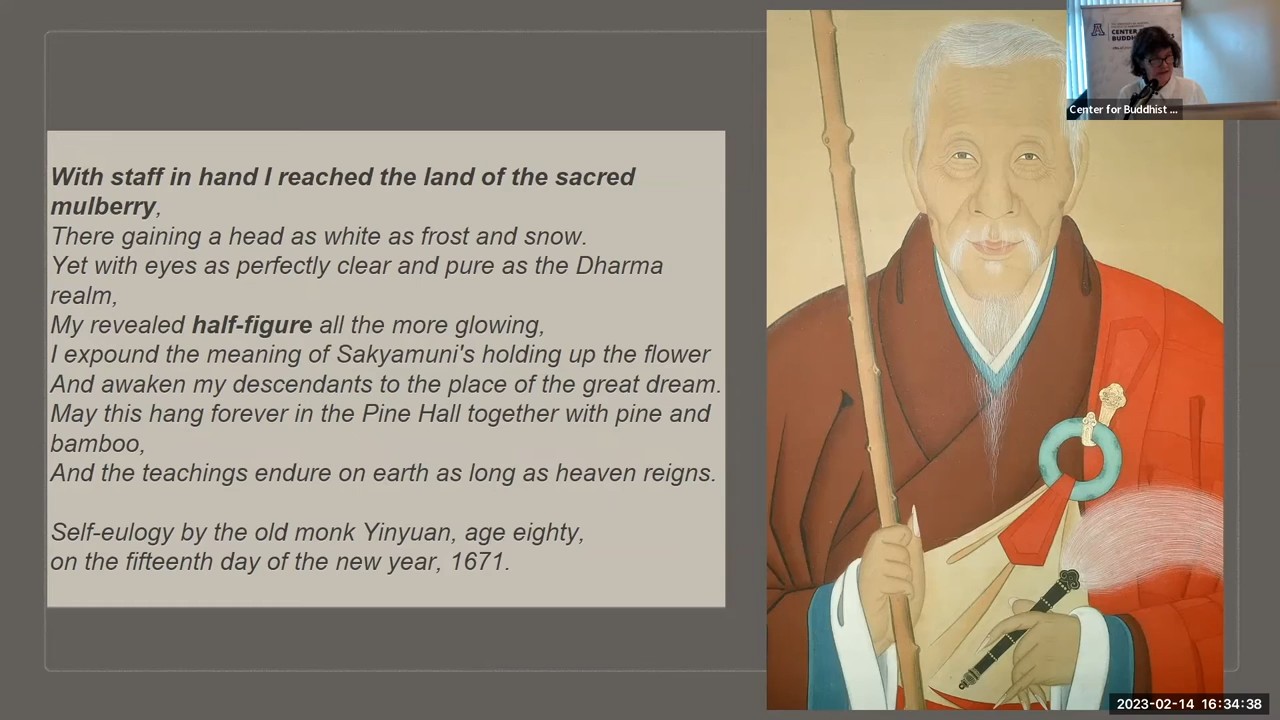 With staff in hand I reached the land of the sacred
mulberry,
There gaining a head as white as frost and snow.
Yet with eyes as perfectly clear and pure as the Dharma
realm,
My revealed half-figure all the more glowing,
I expound the meaning of Sakyamuni's holding up the flower
And awaken my descendants to the place of the great dream.
May this hang forever in the Pine Hall together with pine and
bamboo,
And the teachings endure on earth as long as heaven reigns.
Self-eulogy by the old monk Yinyuan, age eighty,
on the fifteenth day of the new year, 1671.
CENTER
BUDDH
Center for Buddhist ...
2023-02-14 16:34:38